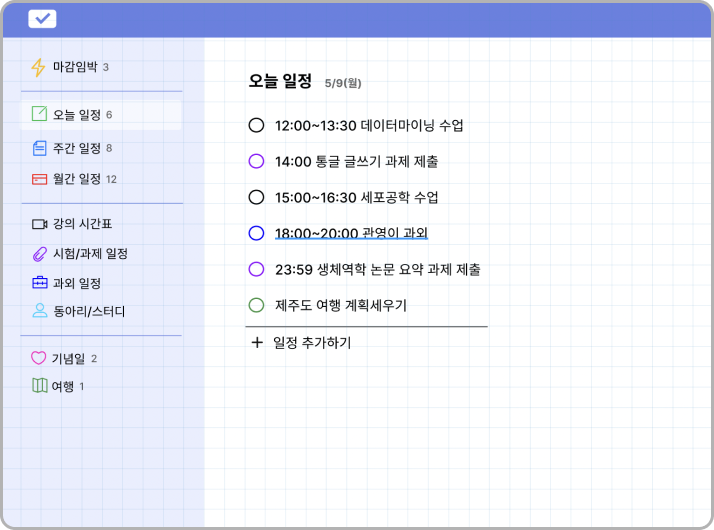 마감임박 3
오늘 일정 6
주간 일정 8
월간 일정 12
강의 시간표
시험/과제 일정
과외 일정
동아리/스터디
기념일 2
여행 1
오늘 일정 5/9(월)
12:00~13:30 데이터마이닝 수업
14:00 통글 글쓰기 과제 제출
15:00~16:30 세포공학 수업
18:00~20:00 관영이 과외
23:59 생체역학 논문 요약 과제 제출
제주도 여행 계획세우기
+ 일정 추가하기